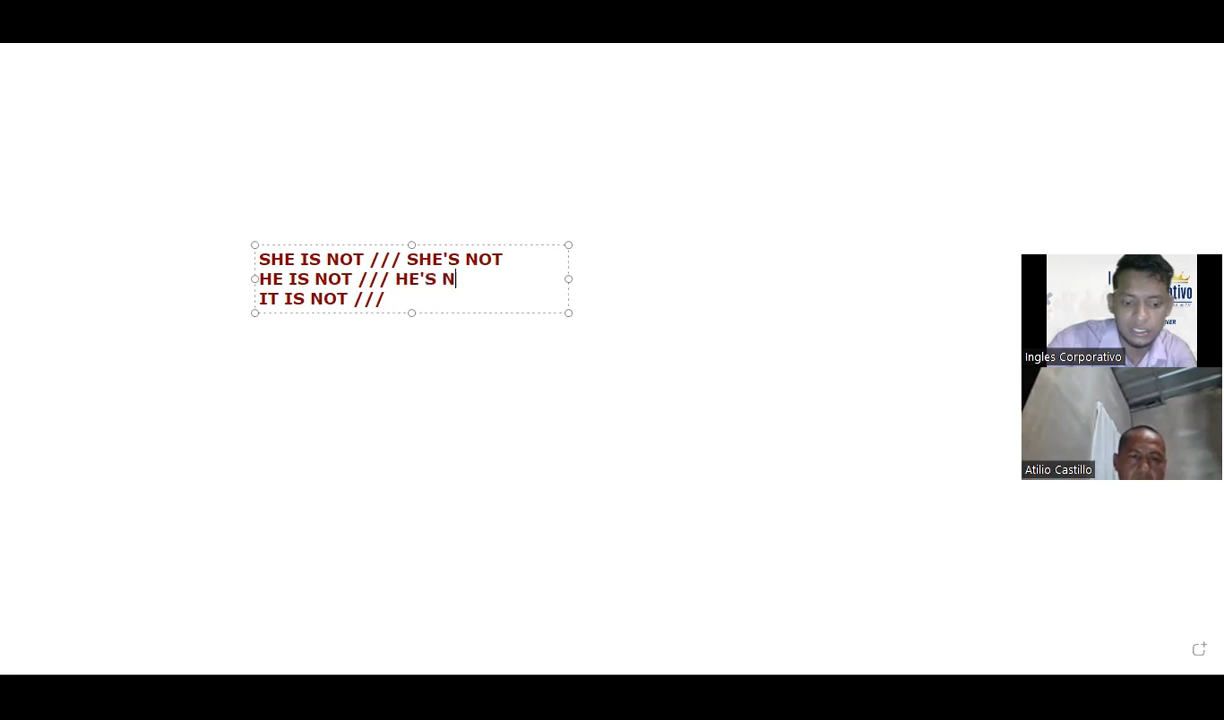 SHE IS NOT /// SHE'S NOT
HE IS NOT /// HE'S N
IT IS NOT ///
Ingles Corporativo
Atilio Castillo